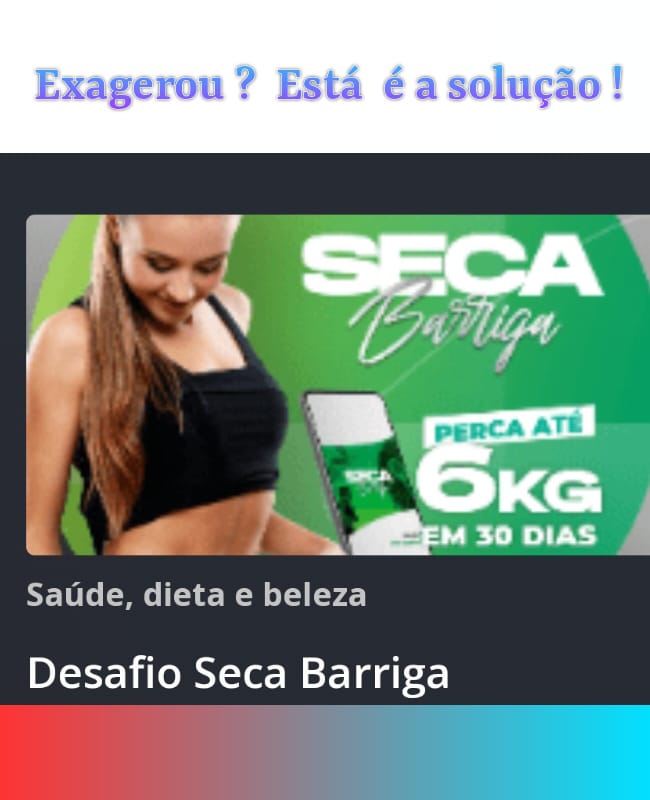 Exagerou ? Está é a solução !
SECA
Barriga
PERCA ATÉ
6KG
EM 30 DIAS
SECA
Saúde, dieta e beleza
Desafio Seca Barriga